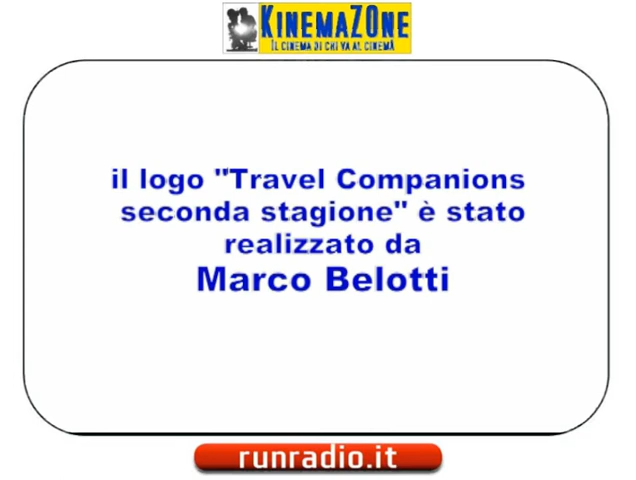 KINEMAZONE
IL CINEMA DI CHI VA AL CINEMA
il logo "Travel Companions
seconda stagione" è stato
realizzato da
Marco Belotti
runradio.it